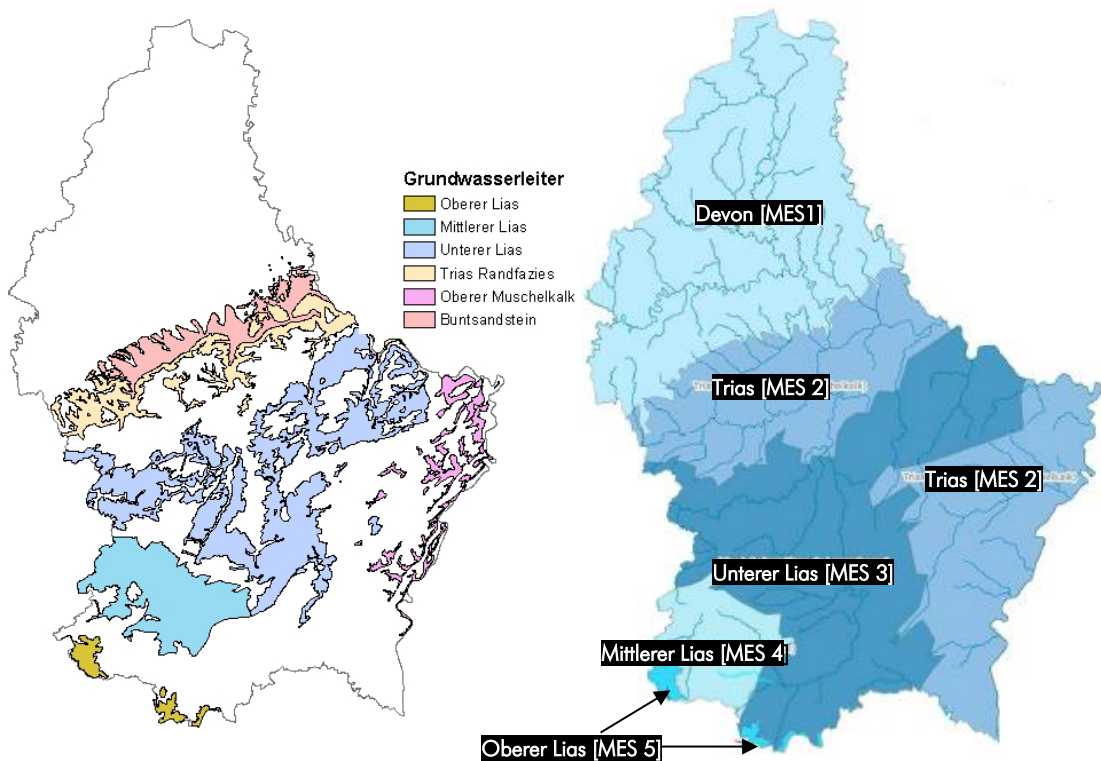 Grundwasserleiter
Oberer Lias
Mittlerer Lias
Unterer Lias
Trias Randfazies
Oberer Muschelkalk
Buntsandstein
Devon [MES1]
Trias [MES 2]
Trias [MES 2]
Unterer Lias [MES 3]
Mittlerer Lias [MES 4]
Oberer Lias [MES 5]